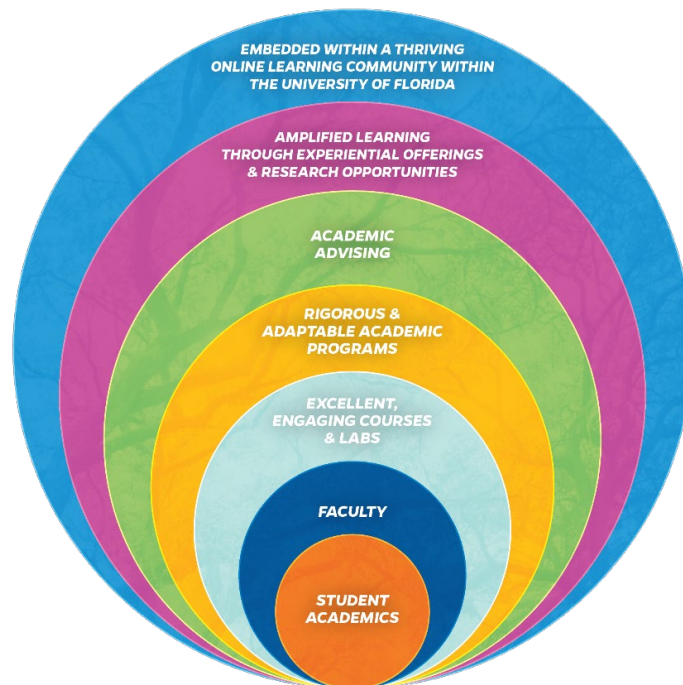 EMBEDDED WITHIN A THRIVING
ONLINE LEARNING COMMUNITY WITHIN
THE UNIVERSITY OF FLORIDA
AMPLIFIED LEARNING
THROUGH EXPERIENTIAL OFFERINGS
& RESEARCH OPPORTUNITIES
ACADEMIC
ADVISING
RIGOROUS &
ADAPTABLE ACADEMIC
PROGRAMS
EXCELLENT,
ENGAGING COURSES
& LABS
FACULTY
STUDENT
ACADEMICS